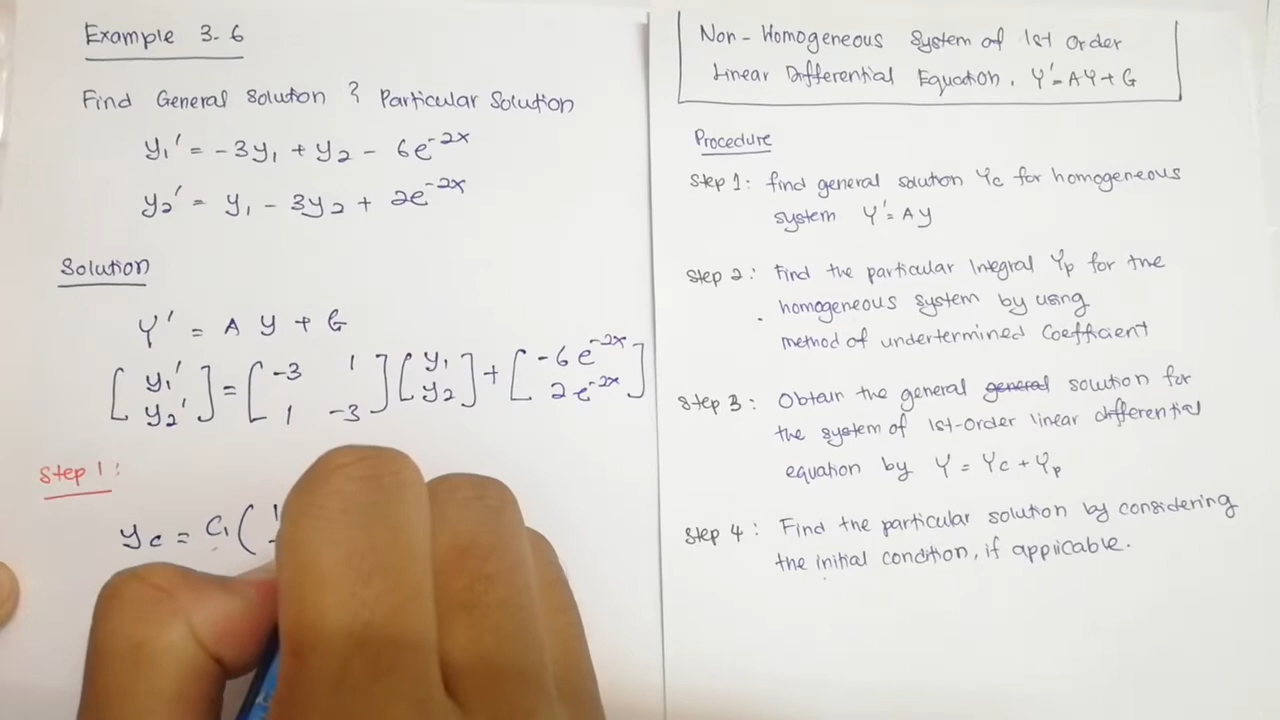 Example 3.6
Find General Solution & Particular Solution
y₁' = -3y₁ + y₂ - 6e^-2x
y₂' = y₁ - 3y₂ + 2e^-2x
Solution
Y' = A Y + G
[y₁' y₂'] = [-3 1 1 -3] [y₁ y₂] + [-6e^-2x 2e^-2x]
Step 1:
yc = C₁ (1
Non-Homogeneous System of 1st Order
Linear Differential Equation, Y' = AY + G
Procedure
Step 1: find general solution Yc for homogeneous
system Y' = AY
Step 2: Find the particular Integral Yp for the
homogeneous system by using
method of undertermined Coefficient
Step 3: Obtain the general general solution for
the system of 1st-order linear differential
equation by Y = Yc + Yp
Step 4: Find the particular solution by considering
the initial condition, if applicable.